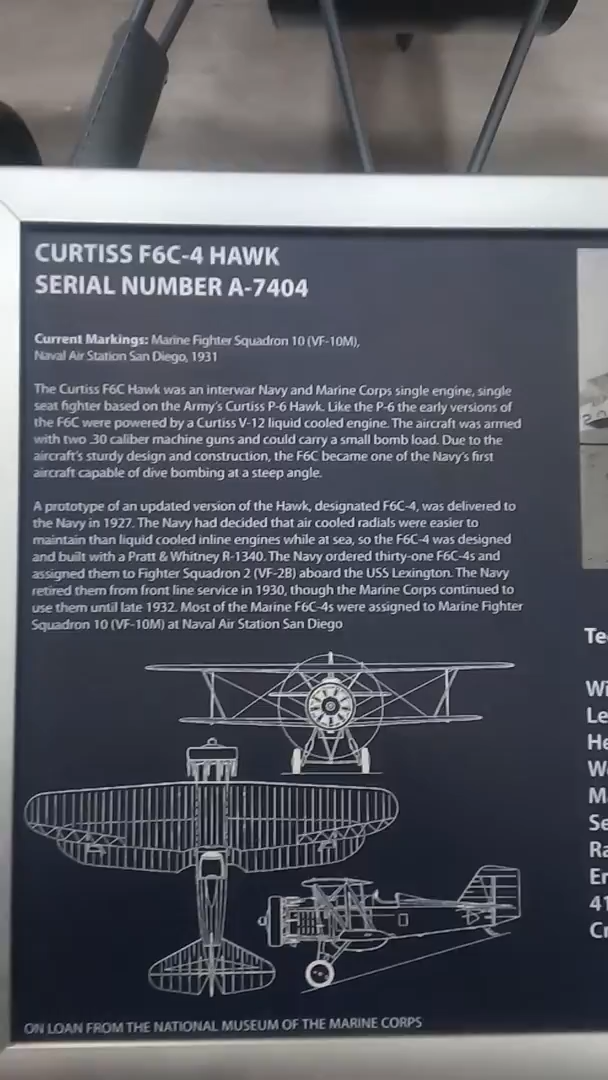 CURTISS F6C-4 HAWK
SERIAL NUMBER A-7404
Current Markings: Marine Fighter Squadron 10 (VF-10M),
Naval Air Station San Diego, 1931
The Curtiss F6C Hawk was an interwar Navy and Marine Corps single engine, single
seat fighter based on the Army's Curtiss P-6 Hawk. Like the P-6 the early versions of
the F6C were powered by a Curtiss V-12 liquid cooled engine. The aircraft was armed
with two .30 caliber machine guns and could carry a small bomb load. Due to the
aircraft's sturdy design and construction, the F6C became one of the Navy's first
aircraft capable of dive bombing at a steep angle.
A prototype of an updated version of the Hawk, designated F6C-4, was delivered to
the Navy in 1927. The Navy had decided that air cooled radials were easier to
maintain than liquid cooled inline engines while at sea, so the F6C-4 was designed
and built with a Pratt & Whitney R-1340. The Navy ordered thirty-one F6C-4s and
assigned them to Fighter Squadron 2 (VF-2B) aboard the USS Lexington. The Navy
retired them from front line service in 1930, though the Marine Corps continued to
use them until late 1932. Most of the Marine F6C-4s were assigned to Marine Fighter
Squadron 10 (VF-10M) at Naval Air Station San Diego
ON LOAN FROM THE NATIONAL MUSEUM OF THE MARINE CORPS
Te
Wi
Le
He
We
M
Se
Ra
En
41
Cr